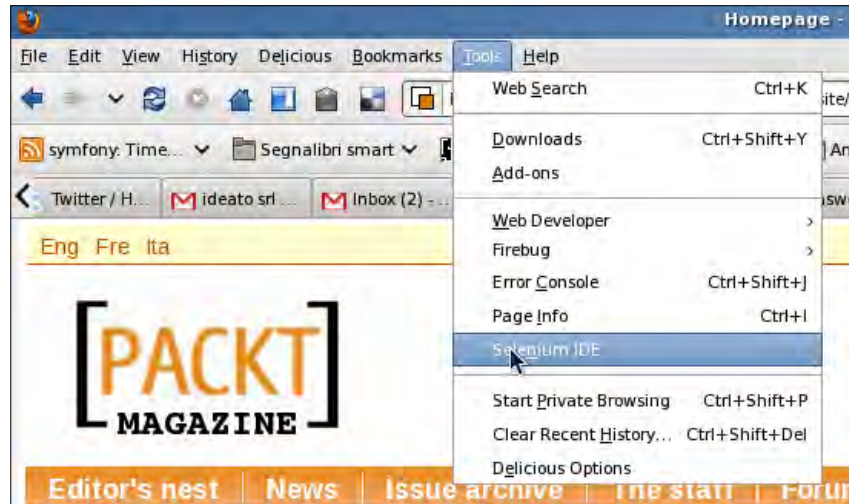 Homepage -
File Edit View History Delicious Bookmarks Tools Help
Web Search Ctrl+K
site/
Downloads Ctrl+Shift+Y
Add-ons
symfony: Time... Segnalibri smart An
Twitter / H... ideato srl ... Inbox (2) - ... swe
Web Developer
Firebug
Error Console Ctrl+Shift+J
Page Info Ctrl+I
Selenium IDE
Start Private Browsing Ctrl+Shift+P
Clear Recent History... Ctrl+Shift+Del
Delicious Options
Eng Fre Ita
[PACKT]
MAGAZINE
Editor's nest News Issue archive The staff Forum